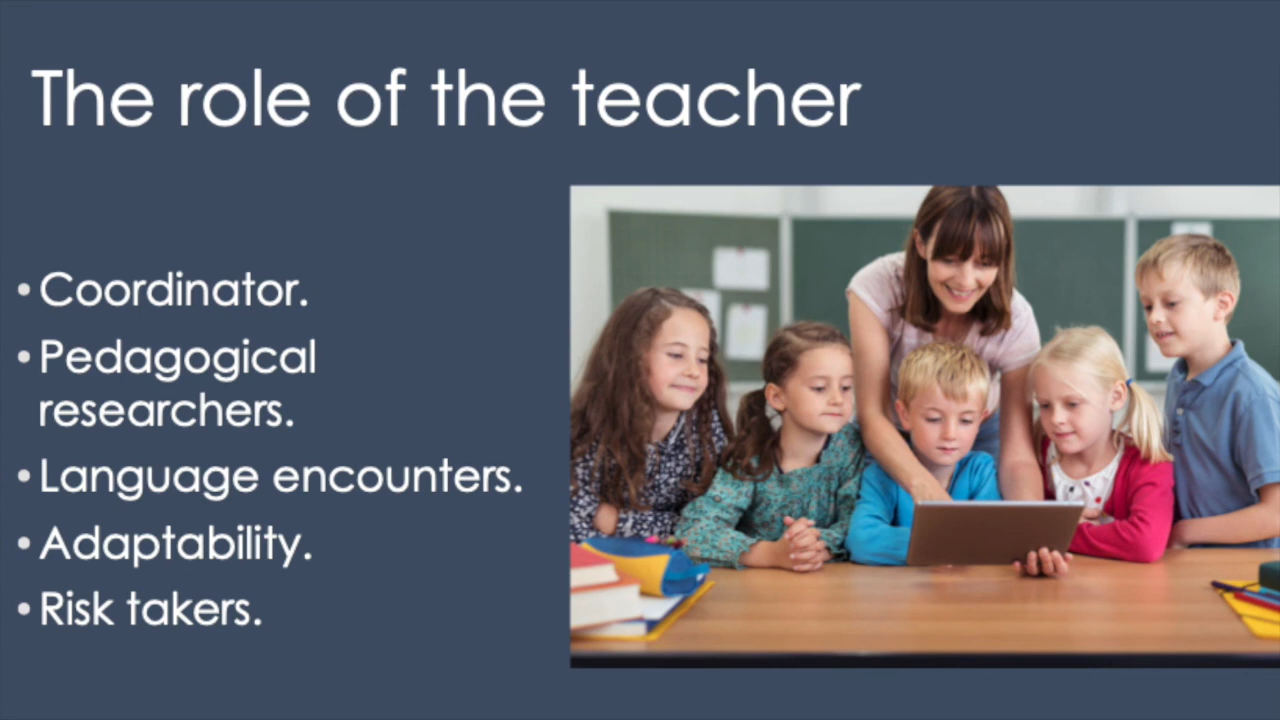 The role of the teacher
• Coordinator.
• Pedagogical
researchers.
• Language encounters.
• Adaptability.
• Risk takers.